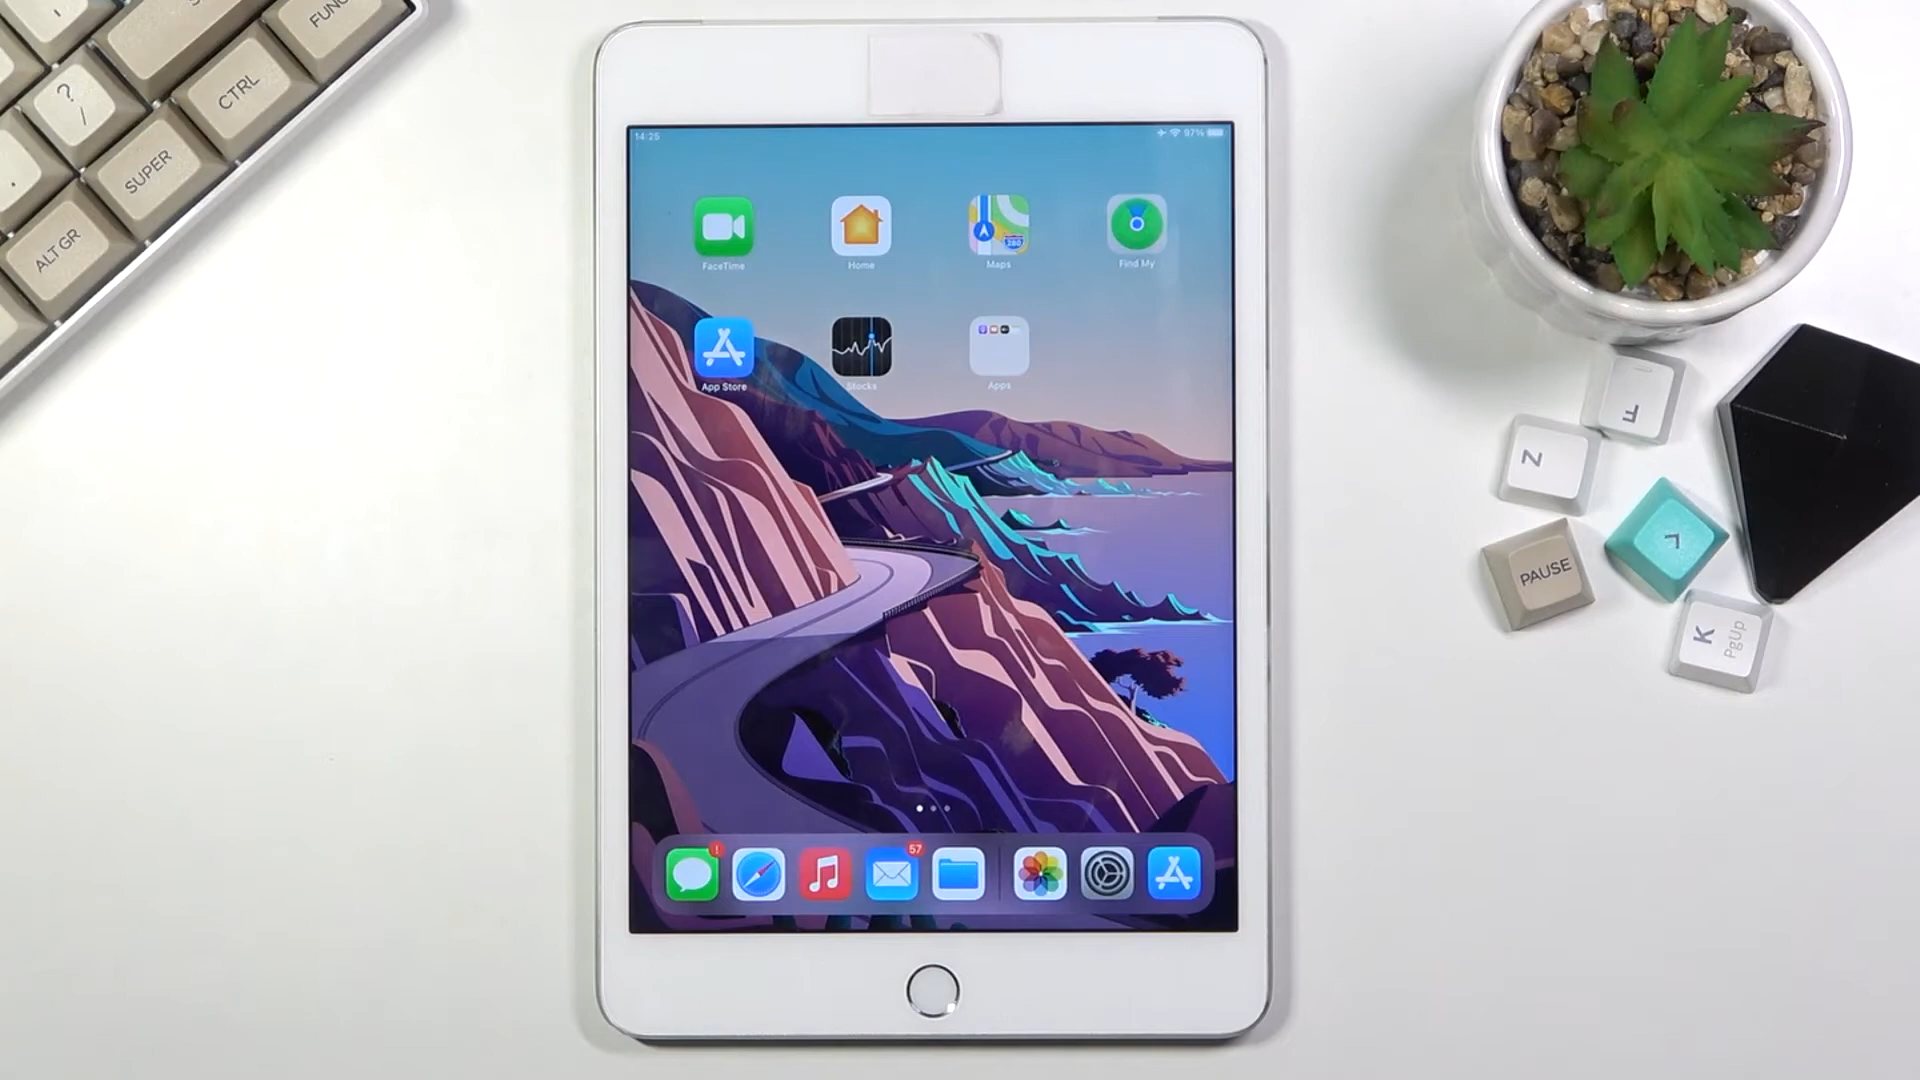 FUNC
?
/
CTRL
SUPER
ALT GR
14:25
97%
FaceTime
Home
280
Maps
Find My
App Store
Stocks
Apps
57
!
F
Z
<
PAUSE
K
PgUp